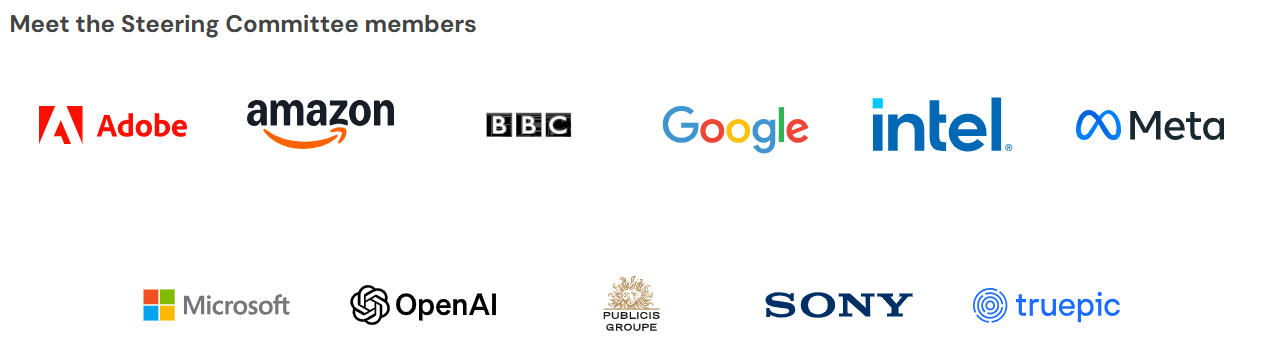 Meet the Steering Committee members
Adobe
amazon
BBC
Google
intel®
Meta
Microsoft
OpenAI
PUBLICIS
GROUPE
SONY
truepic